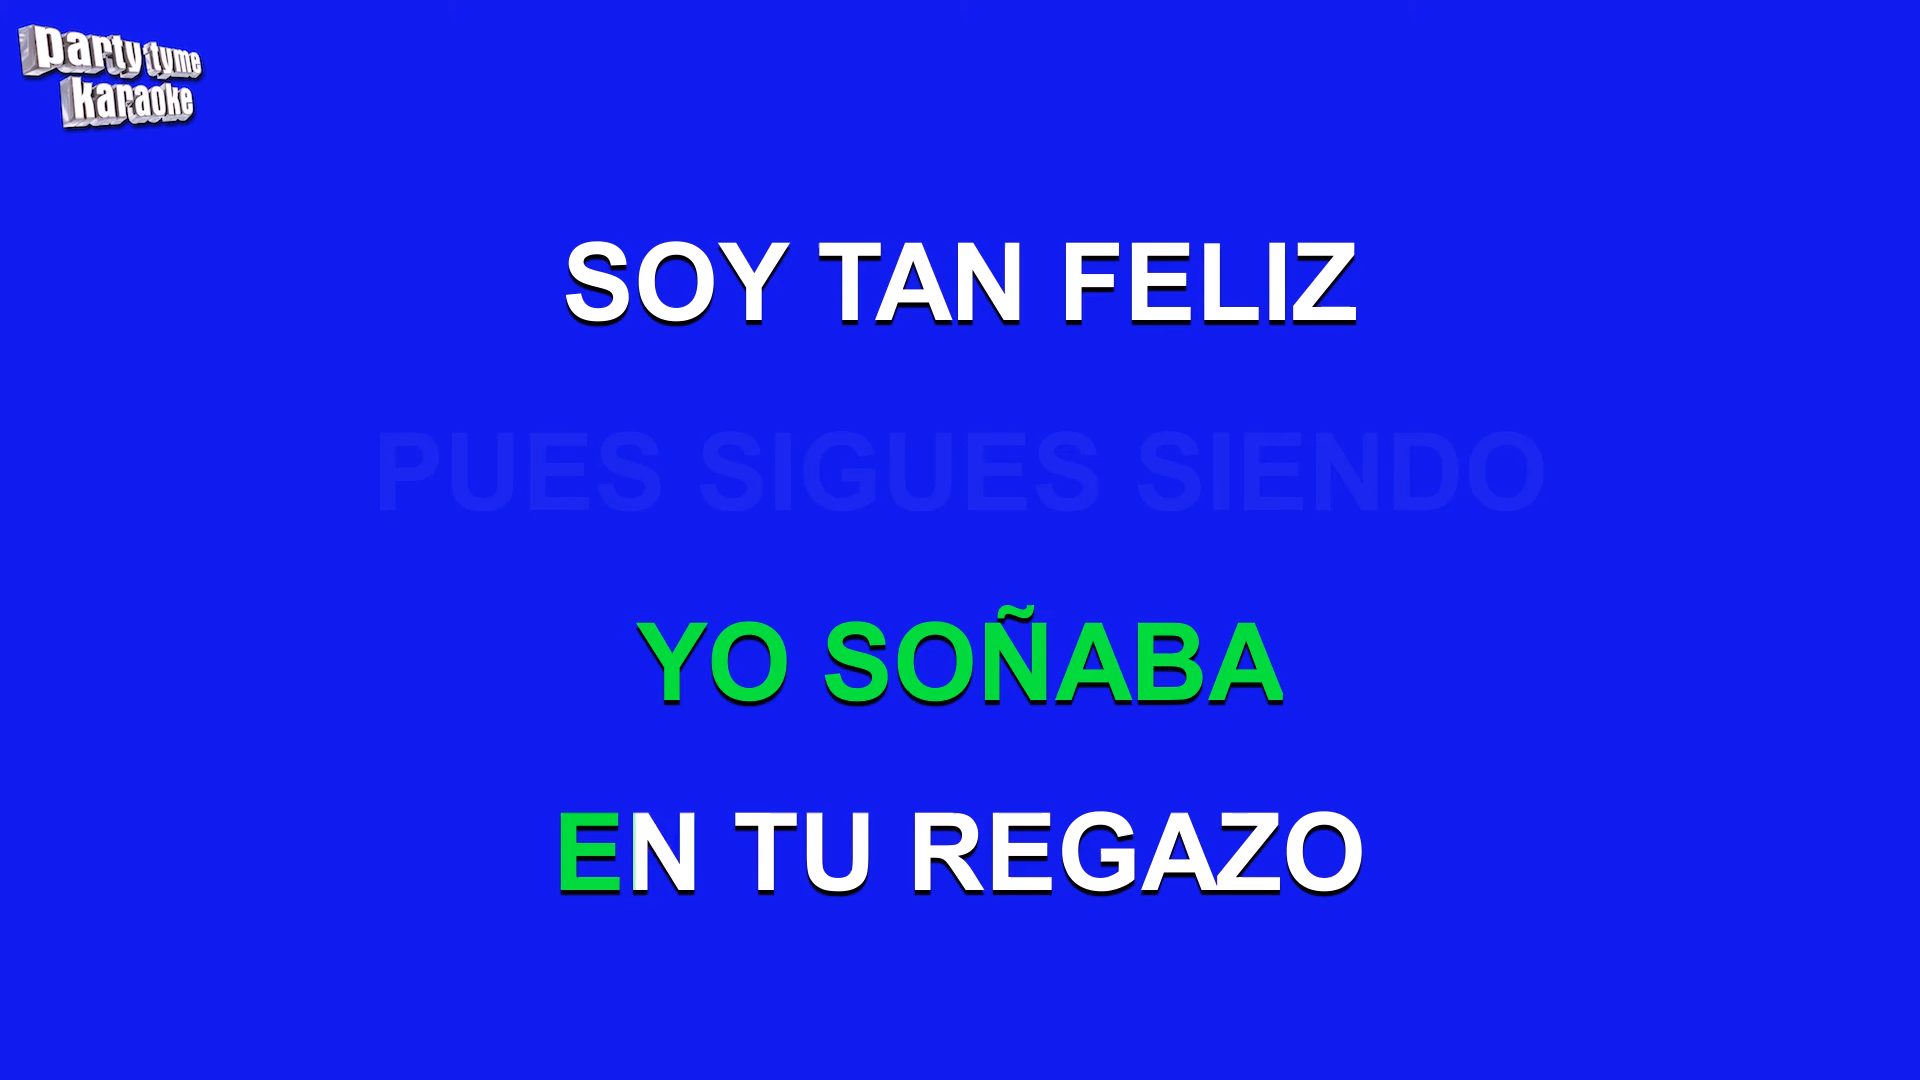 party tyme
karaoke
SOY TAN FELIZ
PUES SIGUES SIENDO
YO SOÑABA
EN TU REGAZO